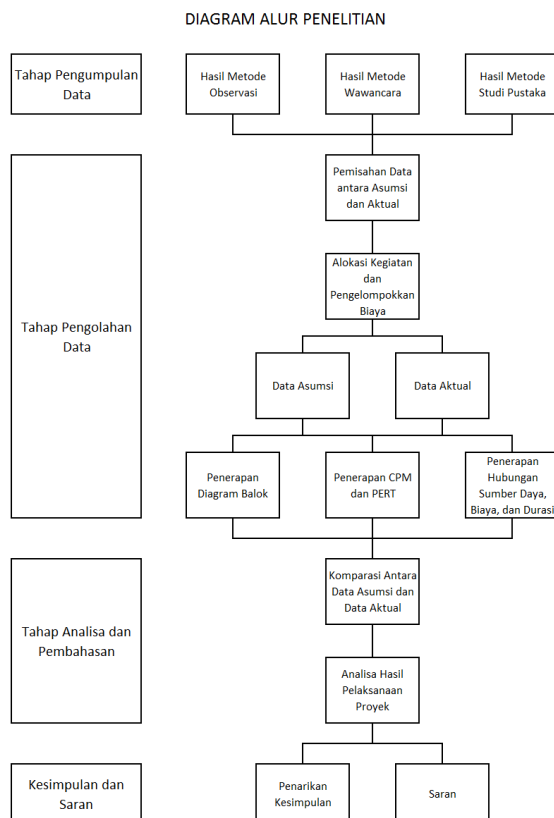 DIAGRAM ALUR PENELITIAN
Tahap Pengumpulan
Data
Hasil Metode
Observasi
Hasil Metode
Wawancara
Hasil Metode
Studi Pustaka
Tahap Pengolahan
Data
Pemisahan Data
antara Asumsi
dan Aktual
Alokasi Kegiatan
dan
Pengelompokkan
Biaya
Data Asumsi
Data Aktual
Penerapan
Diagram Balok
Penerapan CPM
dan PERT
Penerapan
Hubungan
Sumber Daya,
Biaya, dan Durasi
Tahap Analisa dan
Pembahasan
Komparasi Antara
Data Asumsi dan
Data Aktual
Analisa Hasil
Pelaksanaan
Proyek
Kesimpulan dan
Saran
Penarikan
Kesimpulan
Saran